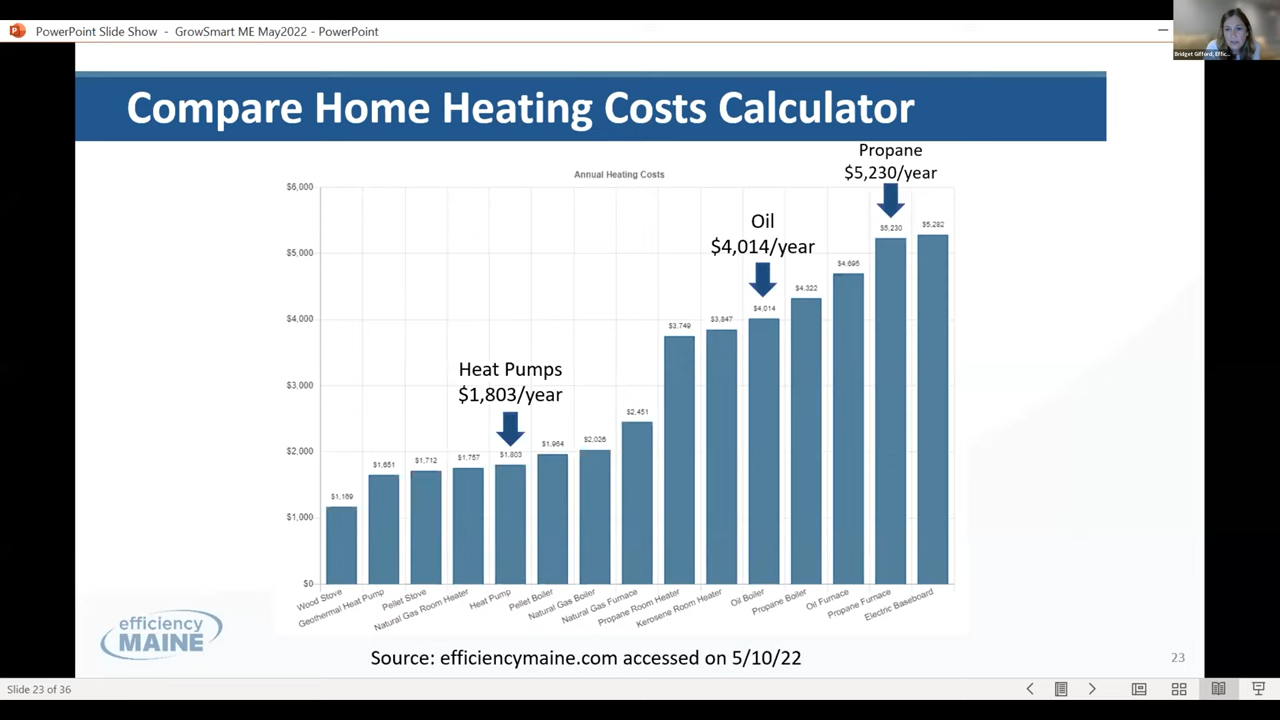 PowerPoint Slide Show - GrowSmart ME May2022 - PowerPoint
Bridget Gifford, Effic...
Compare Home Heating Costs Calculator
Propane
$5,230/year
Annual Heating Costs
Oil
$4,014/year
Heat Pumps
$1,803/year
$6,000
$5,000
$4,000
$3,000
$2,000
$1,000
$0
$1,169
$1,651
$1,712
$1,757
$1,803
$1,964
$2,026
$2,451
$3,749
$3,847
$4,014
$4,322
$4,695
$5,230
$5,282
Wood Stove
Geothermal Heat Pump
Pellet Stove
Natural Gas Room Heater
Heat Pump
Pellet Boiler
Natural Gas Boiler
Natural Gas Furnace
Propane Room Heater
Kerosene Room Heater
Oil Boiler
Propane Boiler
Oil Furnace
Propane Furnace
Electric Baseboard
efficiency
MAINE
Source: efficiencymaine.com accessed on 5/10/22
23
Slide 23 of 36